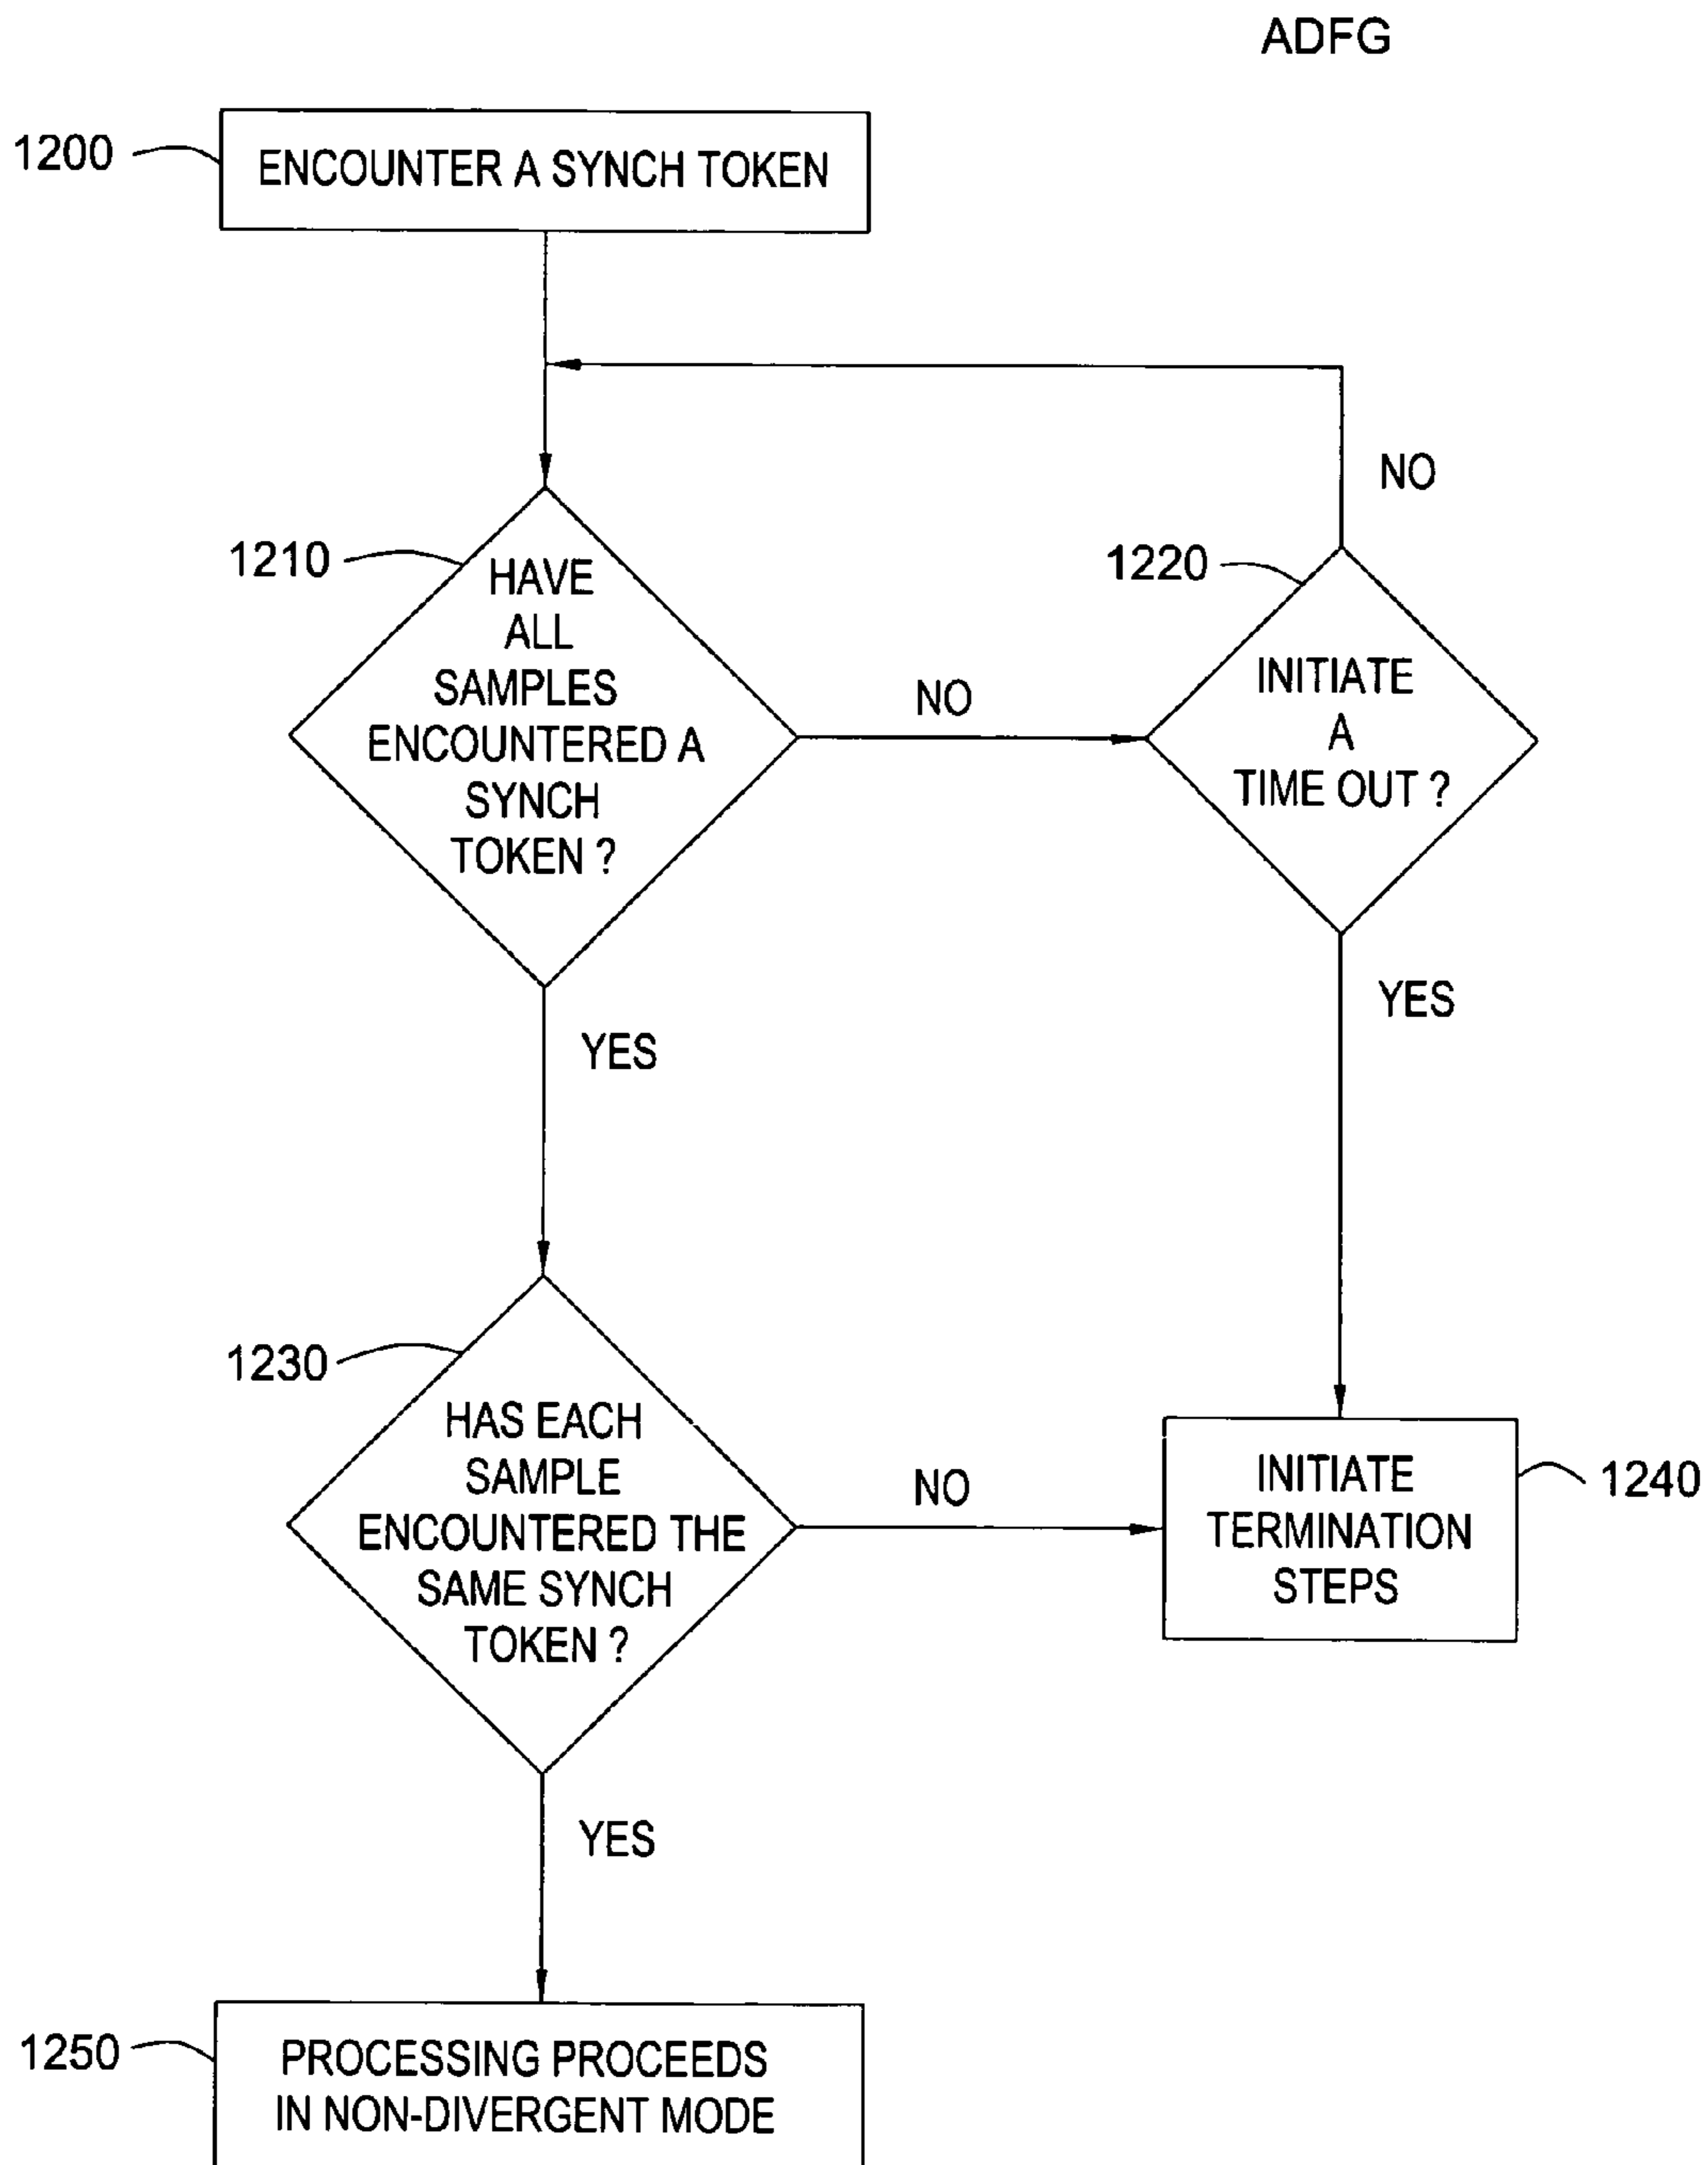 ADFG
1200
ENCOUNTER A SYNCH TOKEN
NO
1210
HAVE
ALL
SAMPLES
ENCOUNTERED A
SYNCH
TOKEN ?
NO
1220
INITIATE
A
TIME OUT ?
YES
YES
1230
HAS EACH
SAMPLE
ENCOUNTERED THE
SAME SYNCH
TOKEN ?
NO
INITIATE
TERMINATION
STEPS
1240
YES
1250
PROCESSING PROCEEDS
IN NON-DIVERGENT MODE